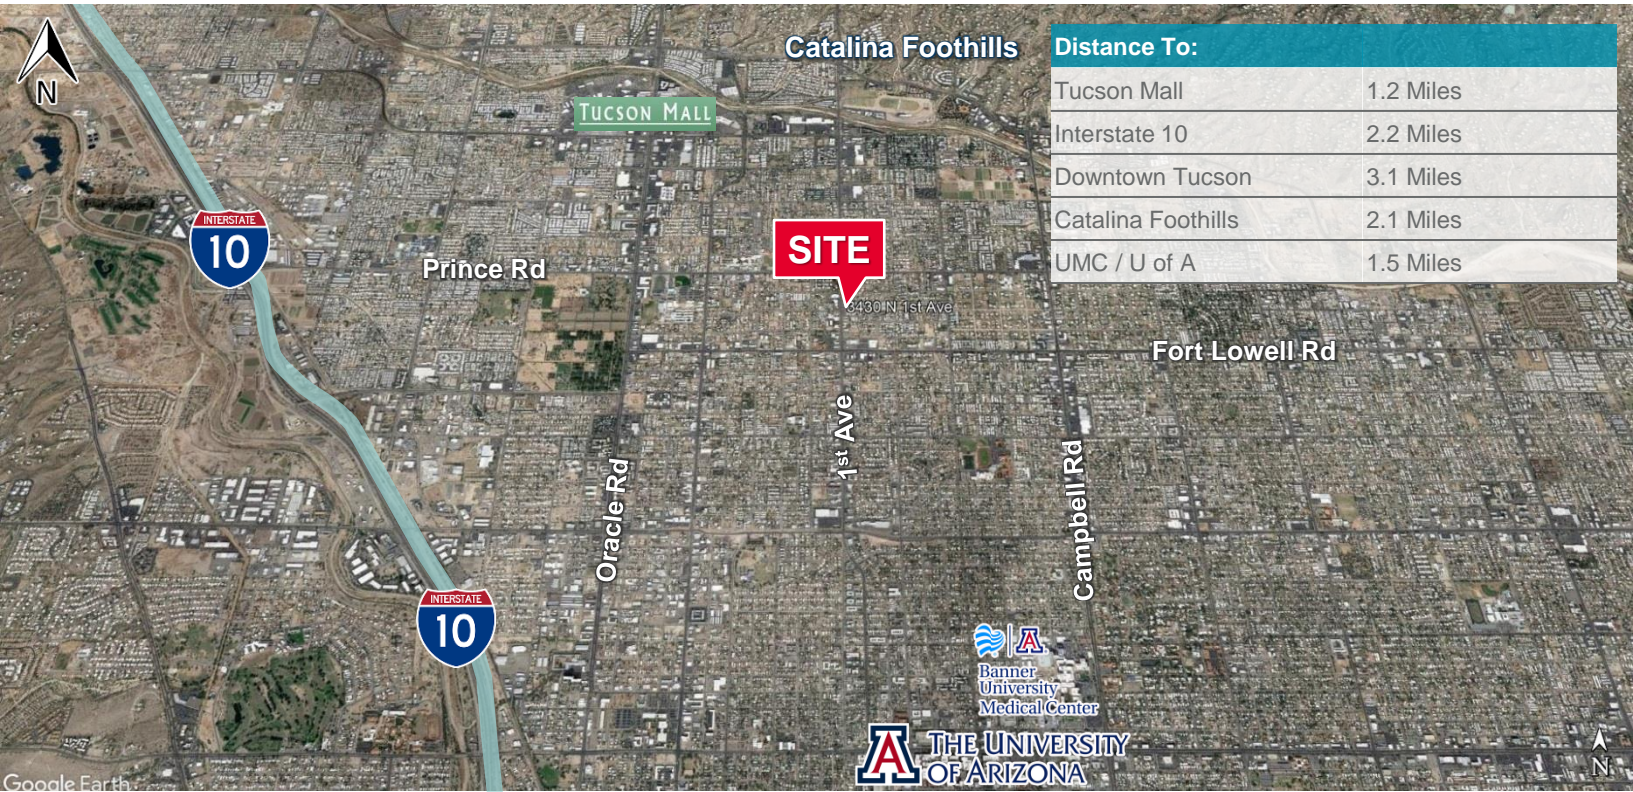 Catalina Foothills
Distance To:
Tucson Mall 1.2 Miles
Interstate 10 2.2 Miles
Downtown Tucson 3.1 Miles
Catalina Foothills 2.1 Miles
UMC / U of A 1.5 Miles
N
TUCSON MALL
INTERSTATE
10
Prince Rd
SITE
3430 N 1st Ave
Fort Lowell Rd
1st Ave
Oracle Rd
Campbell Rd
INTERSTATE
10
A
Banner
University
Medical Center
A
THE UNIVERSITY
OF ARIZONA
N
Google Earth